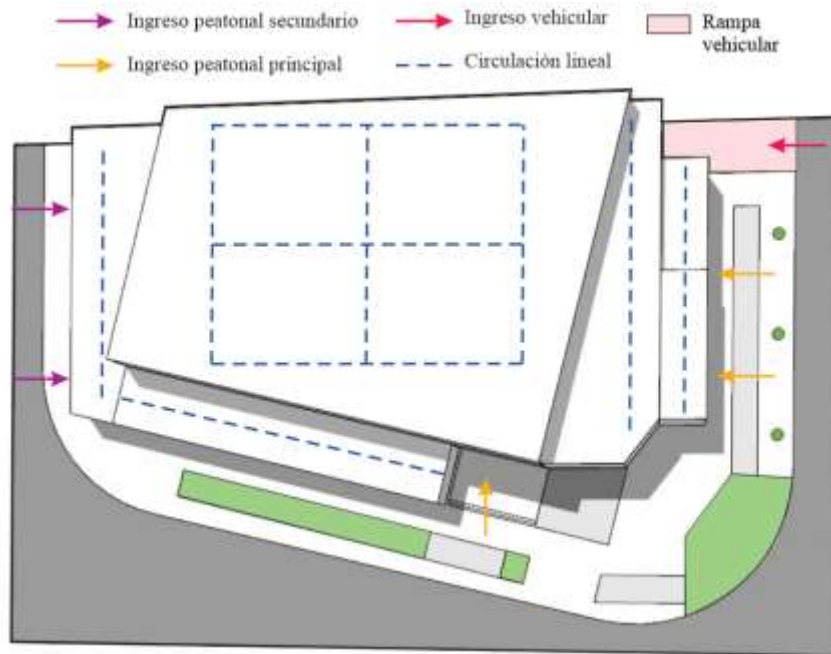 Ingreso peatonal secundario
Ingreso vehicular
Rampa
vehicular
Ingreso peatonal principal
Circulación lineal